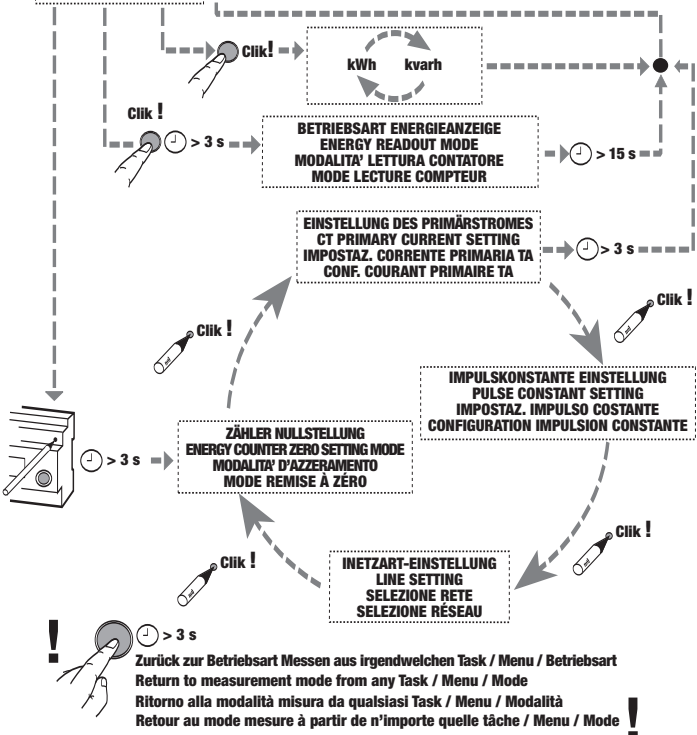 Clik!
kWh kvarh
Clik !
> 3 s
BETRIEBSART ENERGIEANZEIGE
ENERGY READOUT MODE
MODALITA' LETTURA CONTATORE
MODE LECTURE COMPTEUR
> 15 s
EINSTELLUNG DES PRIMÄRSTROMES
CT PRIMARY CURRENT SETTING
IMPOSTAZ. CORRENTE PRIMARIA TA
CONF. COURANT PRIMAIRE TA
> 3 s
Clik !
Clik !
IMPULSKONSTANTE EINSTELLUNG
PULSE CONSTANT SETTING
IMPOSTAZ. IMPULSO COSTANTE
CONFIGURATION IMPULSION CONSTANTE
> 3 s
ZÄHLER NULLSTELLUNG
ENERGY COUNTER ZERO SETTING MODE
MODALITA' D'AZZERAMENTO
MODE REMISE À ZÉRO
Clik !
Clik !
INETZART-EINSTELLUNG
LINE SETTING
SELEZIONE RETE
SELEZIONE RÉSEAU
! > 3 s
Zurück zur Betriebsart Messen aus irgendwelchen Task / Menu / Betriebsart
Return to measurement mode from any Task / Menu / Mode
Ritorno alla modalità misura da qualsiasi Task / Menu / Modalità
Retour au mode mesure à partir de n'importe quelle tâche / Menu / Mode !